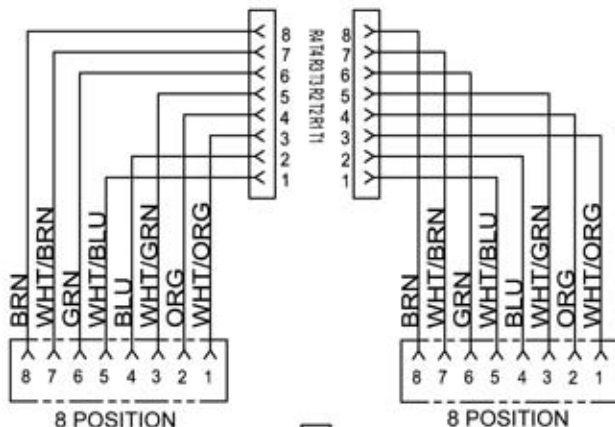 8
7
6
5
4
3
2
1
R4 T4 R3 T3 R2 T2 R1 T1
8
7
6
5
4
3
2
1
BRN
WHT/BRN
GRN
WHT/BLU
BLU
WHT/GRN
ORG
WHT/ORG
BRN
WHT/BRN
GRN
WHT/BLU
BLU
WHT/GRN
ORG
WHT/ORG
8 7 6 5 4 3 2 1
8 POSITION
8 7 6 5 4 3 2 1
8 POSITION